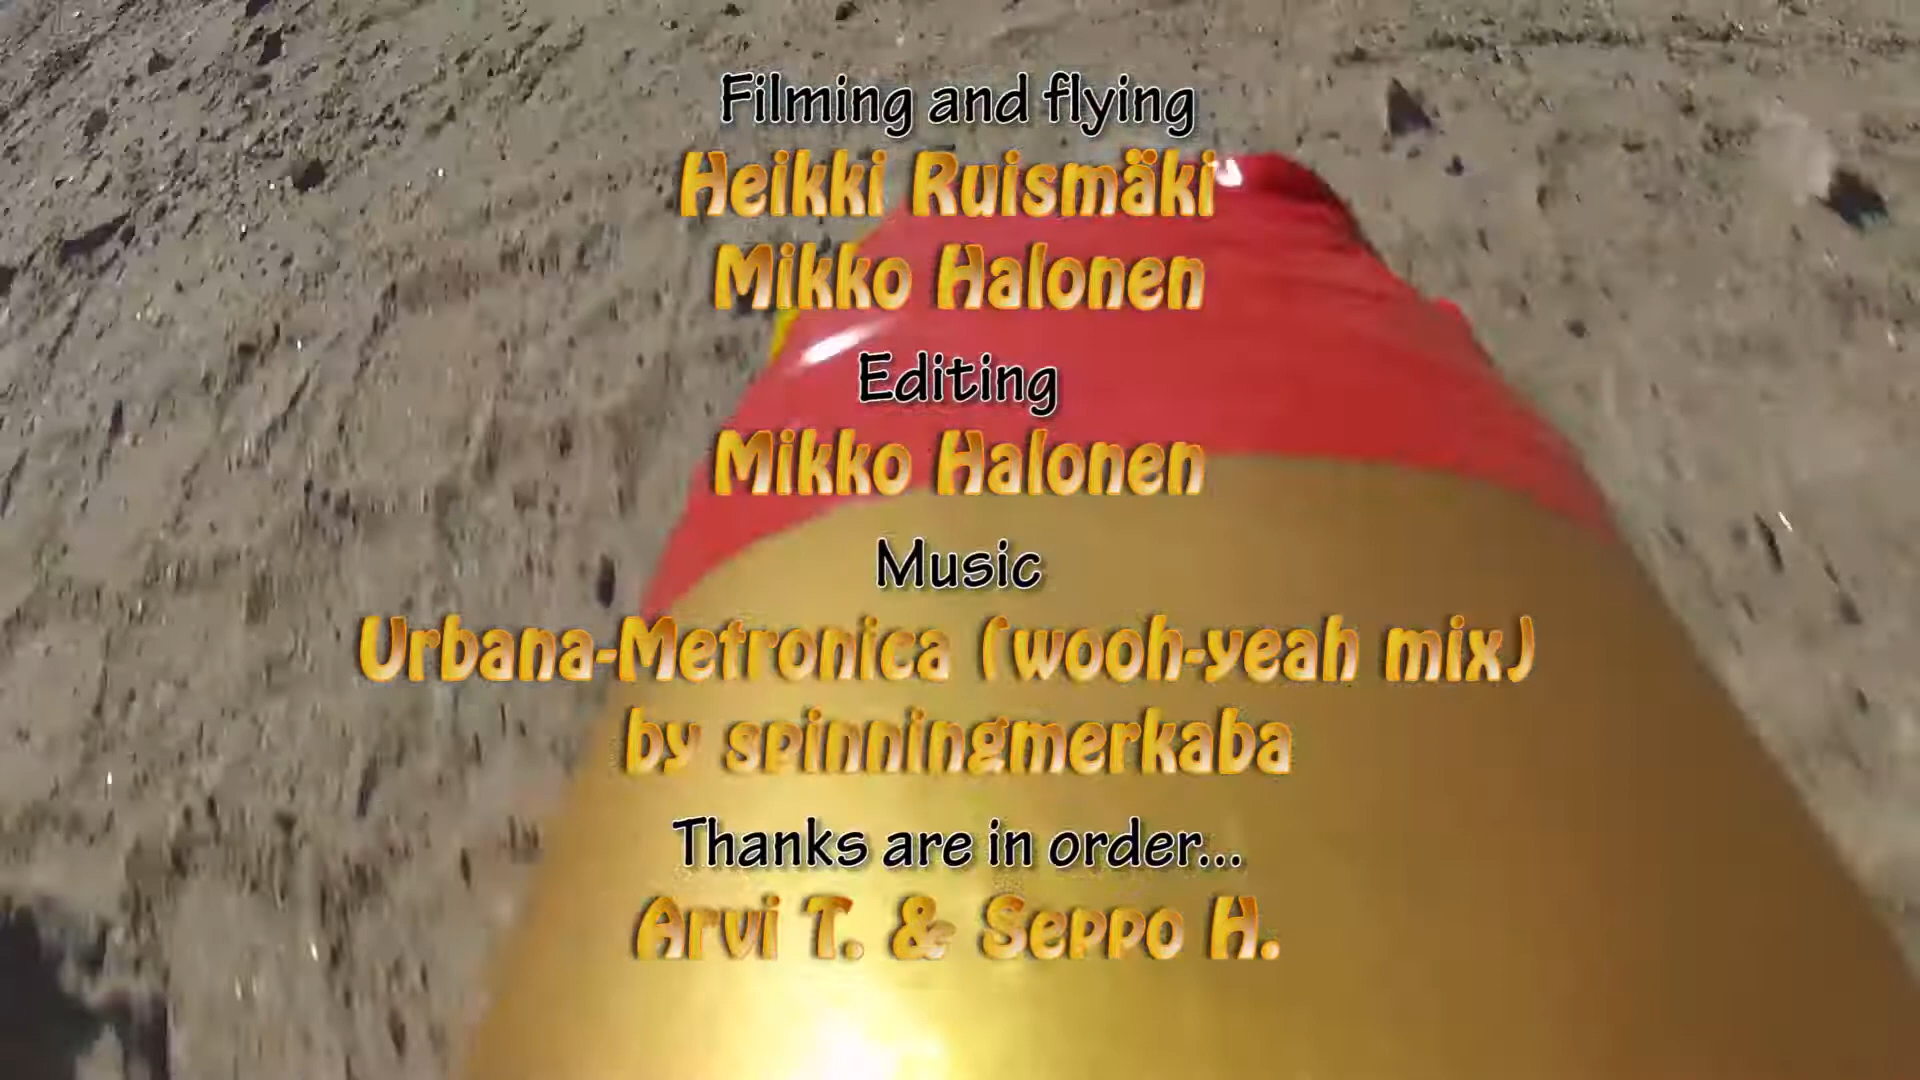 Filming and flying
Heikki Ruismäki
Mikko Halonen
Editing
Mikko Halonen
Music
Urbana-Metronica (wooh-yeah mix)
by spinningmerkaba
Thanks are in order...
Arvi T. & Seppo H.